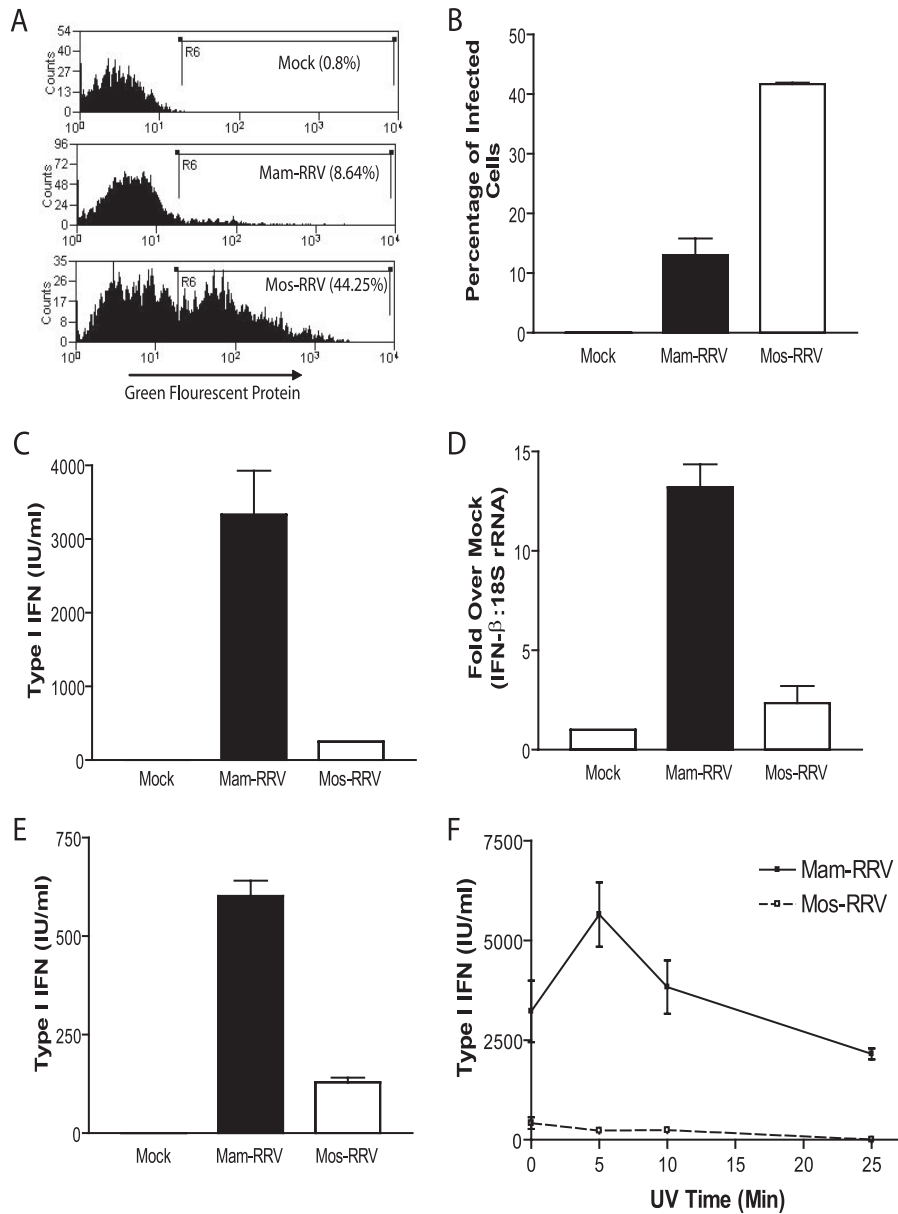 A
54
40
27
13
0
Counts
R6
Mock (0.8%)
10⁰ 10¹ 10² 10³ 10⁴
96
72
48
24
0
Counts
R6
Mam-RRV (8.64%)
10⁰ 10¹ 10² 10³ 10⁴
35
26
17
8
0
Counts
R6
Mos-RRV (44.25%)
10⁰ 10¹ 10² 10³ 10⁴
Green Flourescent Protein
B
Percentage of Infected
Cells
50
40
30
20
10
0
Mock Mam-RRV Mos-RRV
C
Type I IFN (IU/ml)
4000
3000
2000
1000
0
Mock Mam-RRV Mos-RRV
D
Fold Over Mock
(IFN-β:18S rRNA)
15
10
5
0
Mock Mam-RRV Mos-RRV
E
Type I IFN (IU/ml)
750
500
250
0
Mock Mam-RRV Mos-RRV
F
Type I IFN (IU/ml)
7500
5000
2500
0
Mam-RRV
Mos-RRV
0 5 10 15 20 25
UV Time (Min)